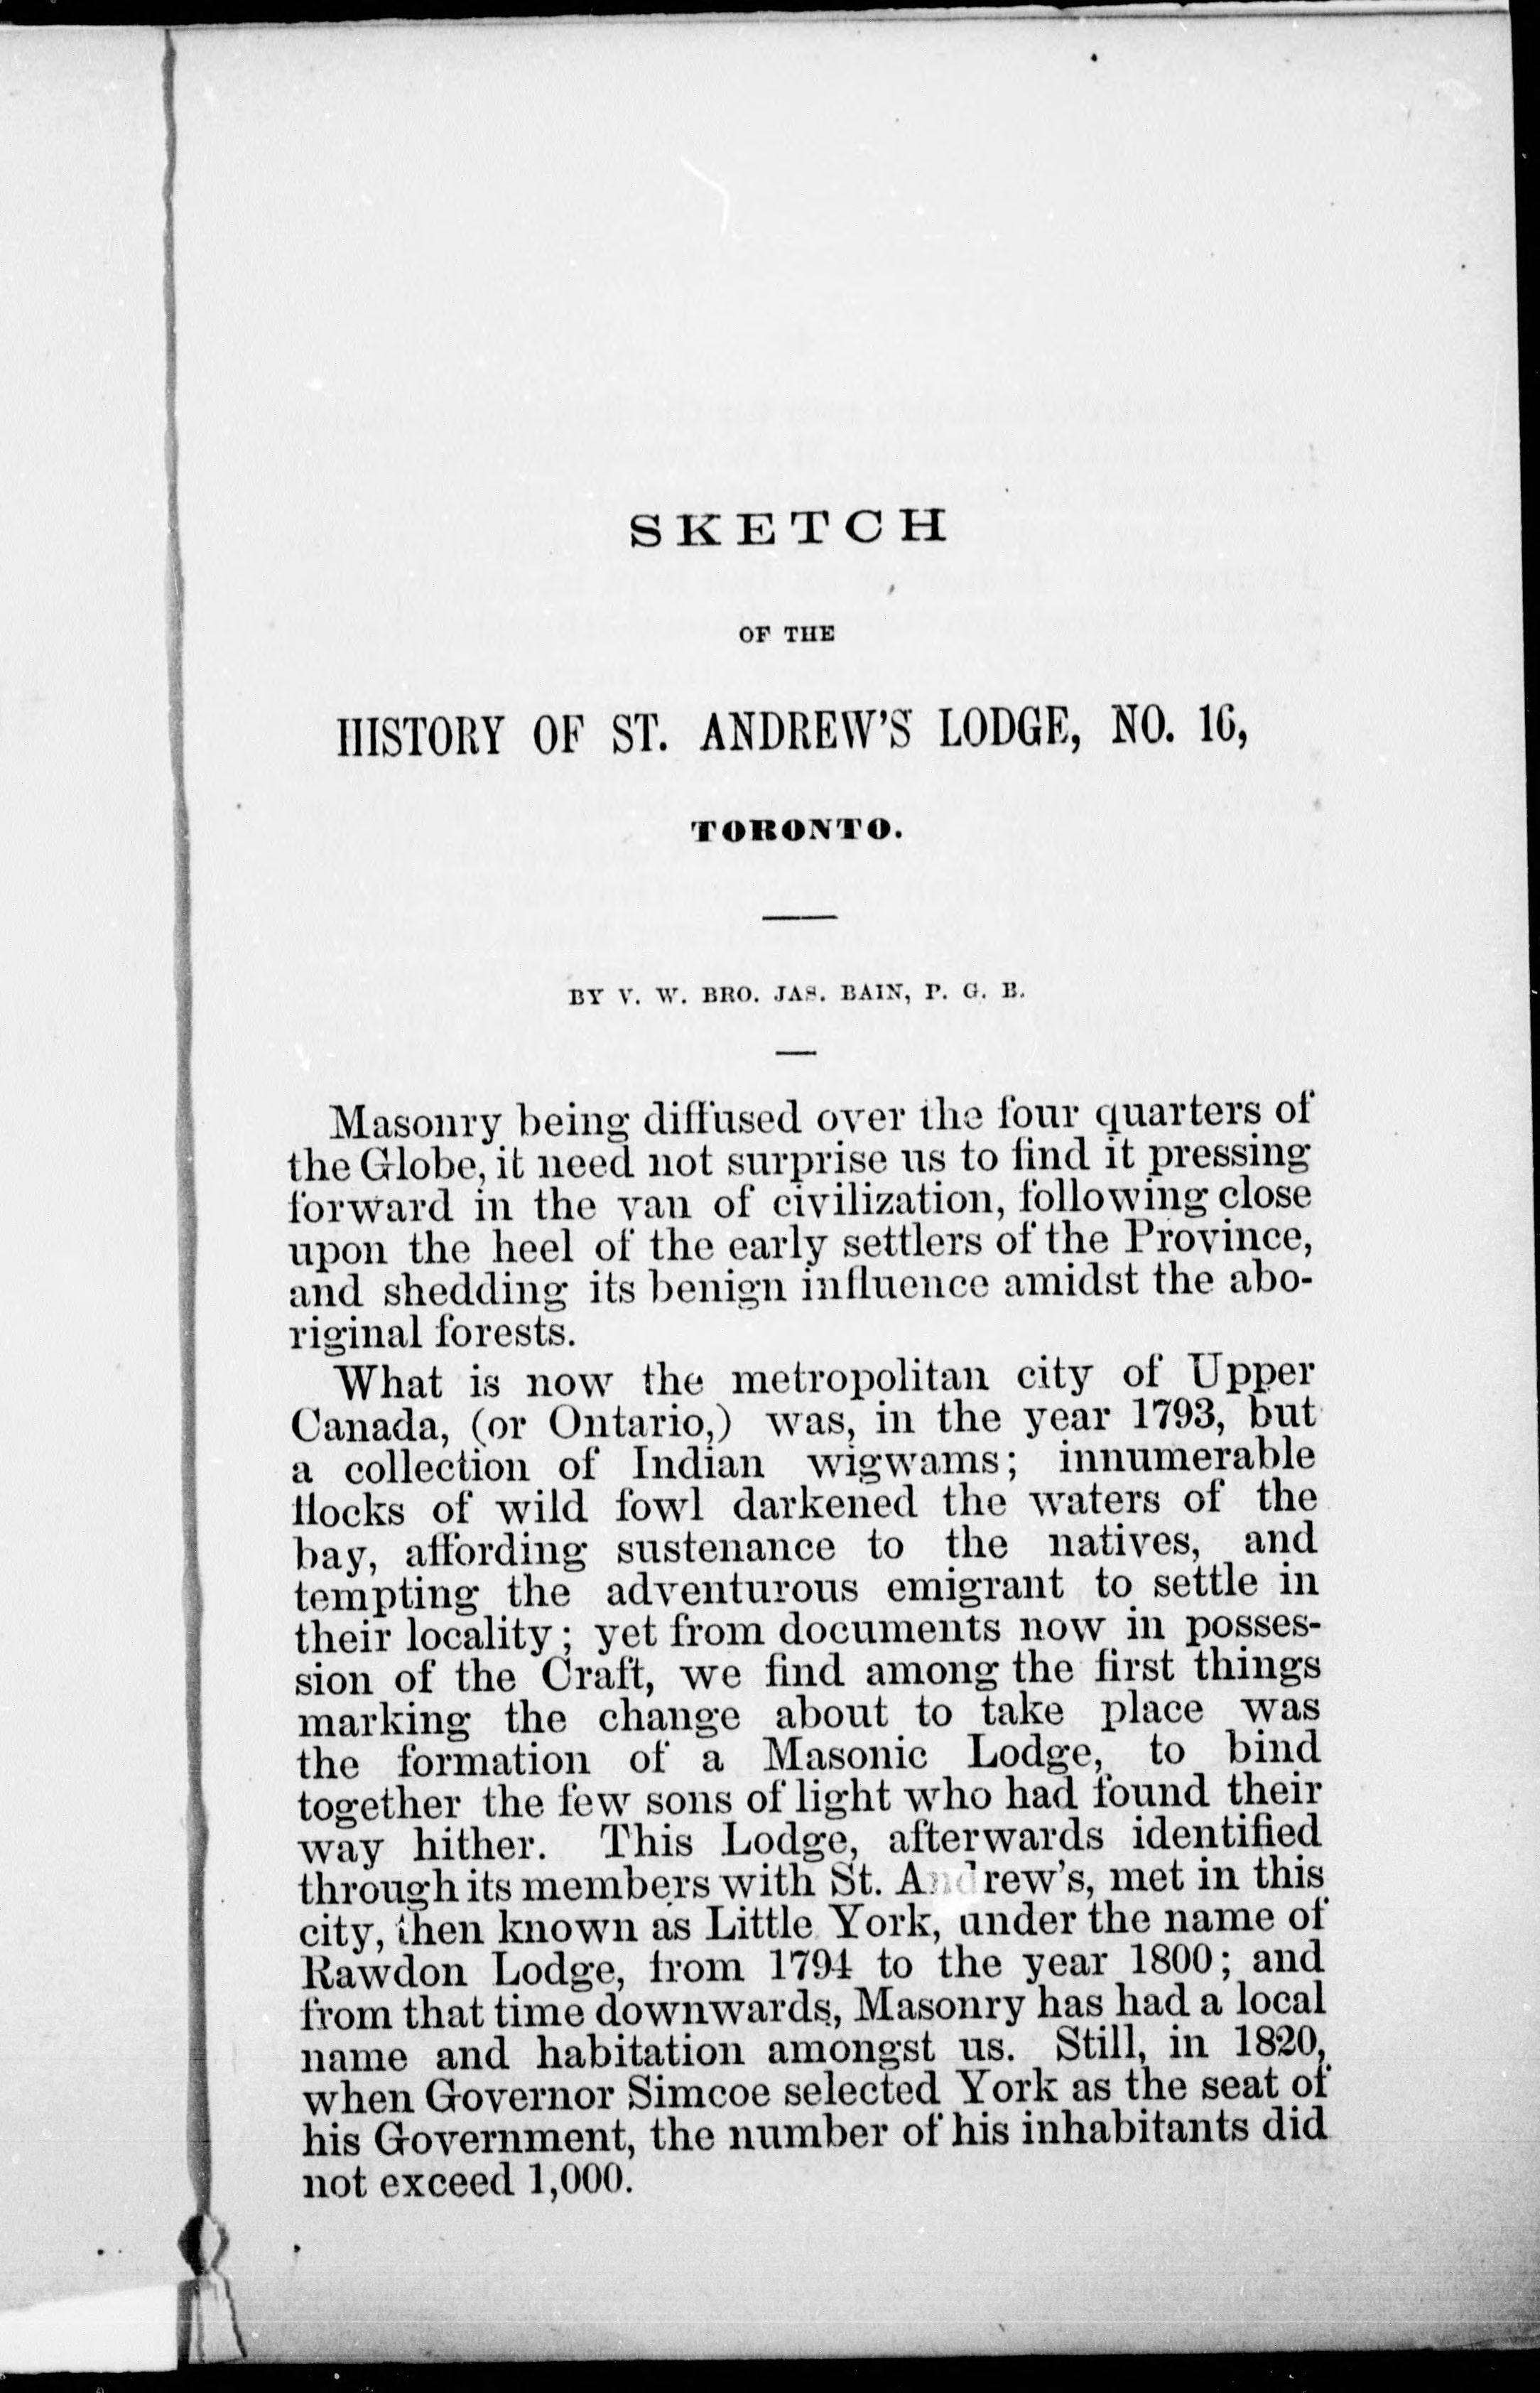 SKETCH
OF THE
HISTORY OF ST. ANDREW'S LODGE, NO. 16,
TORONTO.
BY V. W. BRO. JAS. BAIN, P. G. B.
Masonry being diffused over the four quarters of
the Globe, it need not surprise us to find it pressing
forward in the van of civilization, following close
upon the heel of the early settlers of the Province,
and shedding its benign influence amidst the abo-
riginal forests.
What is now the metropolitan city of Upper
Canada, (or Ontario,) was, in the year 1793, but
a collection of Indian wigwams; innumerable
flocks of wild fowl darkened the waters of the
bay, affording sustenance to the natives, and
tempting the adventurous emigrant to settle in
their locality; yet from documents now in posses-
sion of the Craft, we find among the first things
marking the change about to take place was
the formation of a Masonic Lodge, to bind
together the few sons of light who had found their
way hither. This Lodge, afterwards identified
through its members with St. Andrew's, met in this
city, then known as Little York, under the name of
Rawdon Lodge, from 1794 to the year 1800; and
from that time downwards, Masonry has had a local
name and habitation amongst us. Still, in 1820,
when Governor Simcoe selected York as the seat of
his Government, the number of his inhabitants did
not exceed 1,000.